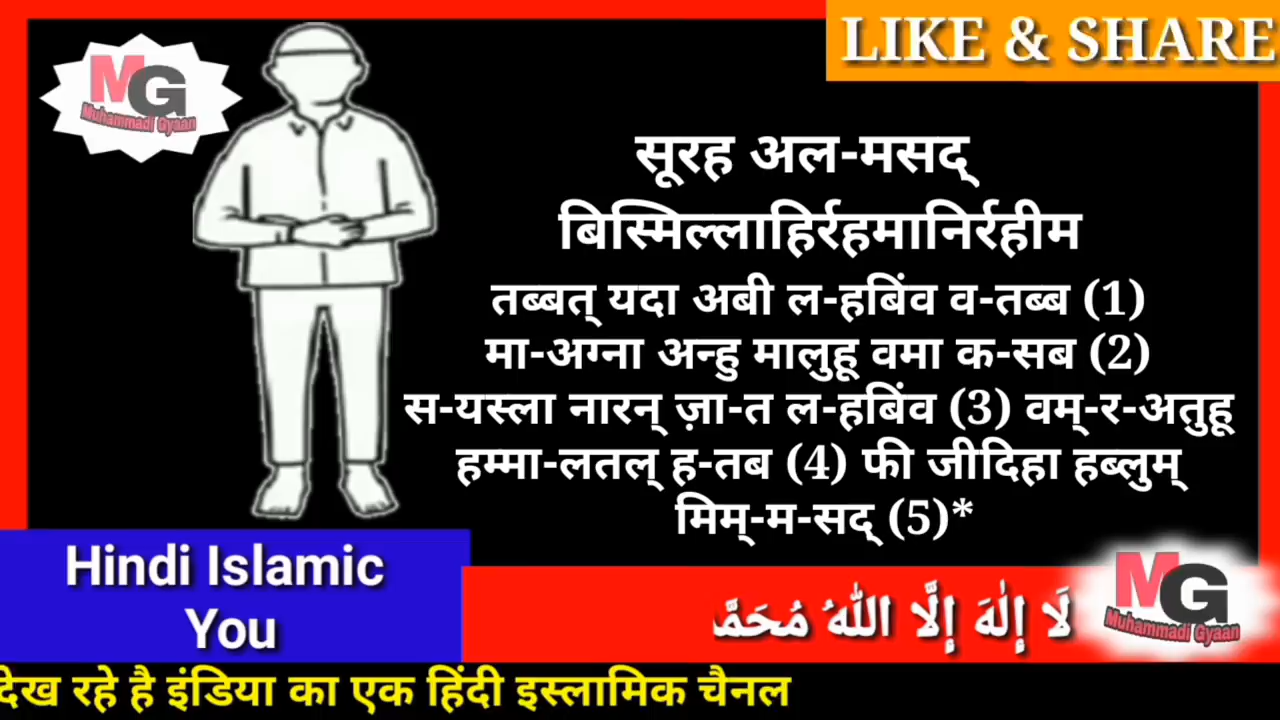 MG
Muhammadi Gyaan
LIKE & SHARE
सूरह अल-मसद्
बिस्मिल्लाहिर्रहमानिर्रहीम
तब्बत् यदा अबी ल-हबिंव व-तब्ब (1)
मा-अग्ना अन्हु मालुहू वमा क-सब (2)
स-यस्ला नारन् ज़ा-त ल-हबिंव (3) वम्-र-अतुहू
हम्मा-लतल् ह-तब (4) फी जीदिहा हब्लुम्
मिम्-म-सद् (5)*
Hindi Islamic
You
لَا إِلٰهَ إِلَّا اللهُ مُحَمَّ
MG
Muhammadi Gyaan
देख रहे है इंडिया का एक हिंदी इस्लामिक चैनल